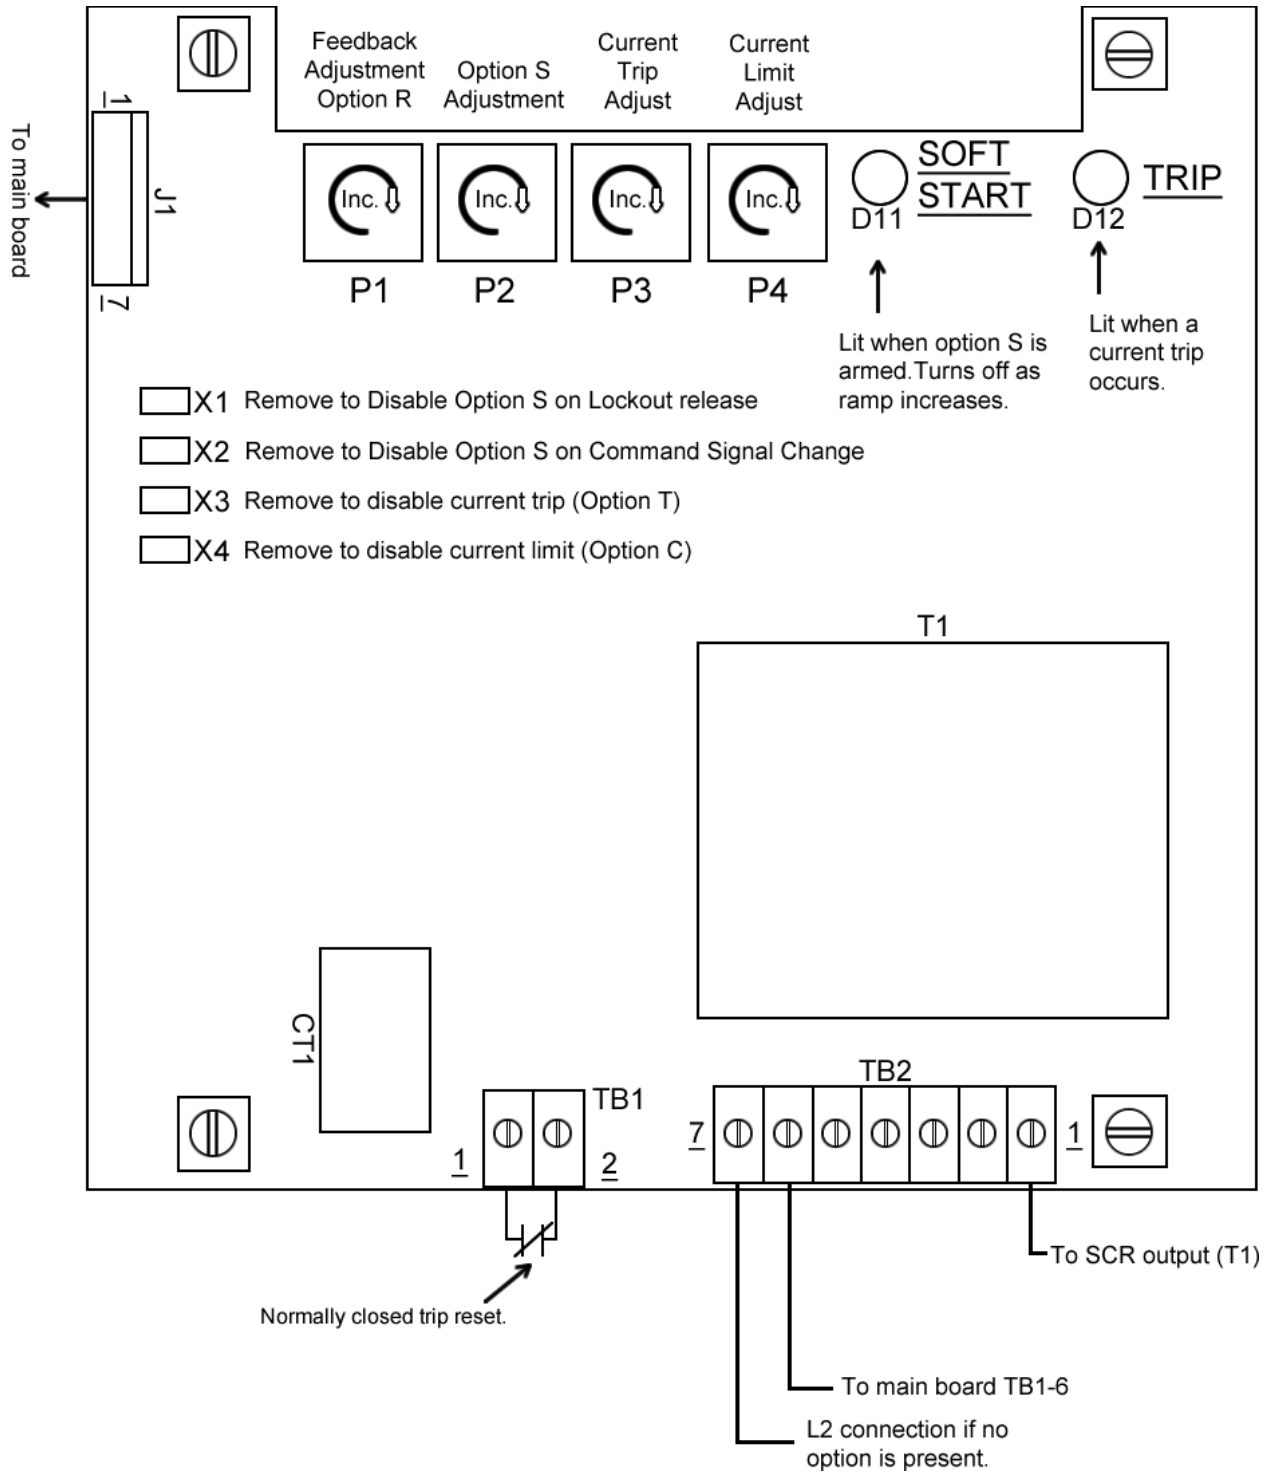 Feedback
Adjustment
Option R
Option S
Adjustment
Current
Trip
Adjust
Current
Limit
Adjust
1
J1
7
To main board
Inc.
Inc.
Inc.
Inc.
P1
P2
P3
P4
SOFT
START
D11
TRIP
D12
Lit when option S is
armed.Turns off as
ramp increases.
Lit when a
current trip
occurs.
X1 Remove to Disable Option S on Lockout release
X2 Remove to Disable Option S on Command Signal Change
X3 Remove to disable current trip (Option T)
X4 Remove to disable current limit (Option C)
T1
CT1
TB1
1
2
TB2
7
1
To SCR output (T1)
Normally closed trip reset.
To main board TB1-6
L2 connection if no
option is present.